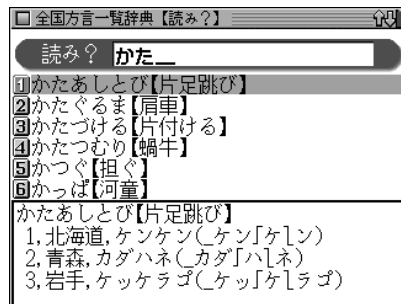 全国方言一覧辞典【読み?】
読み? かた__
1かたあしとび【片足跳び】
2かたぐるま【肩車】
3かたづける【片付ける】
4かたつむり【蝸牛】
5かつぐ【担ぐ】
6かっぱ【河童】
かたあしとび【片足跳び】
1,北海道,ケンケン(_ケン｢ケ⌉ン)
2,青森,カダハネ(_カダ｢ハ⌉ネ)
3,岩手,ケッケラゴ(_ケッ｢ケ⌉ラゴ)